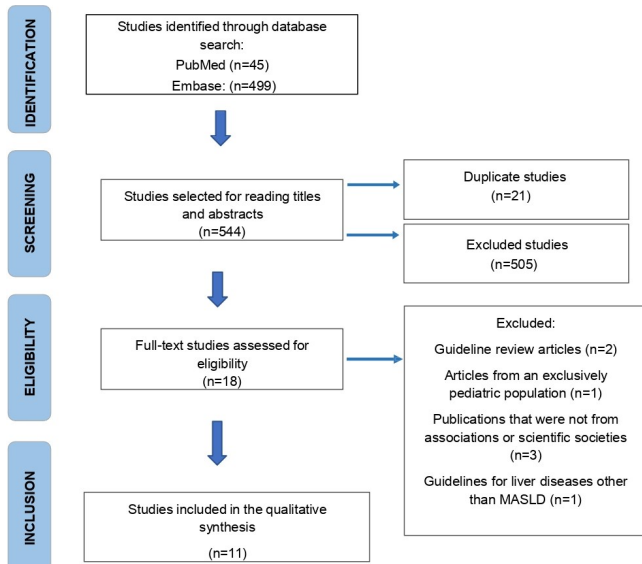 IDENTIFICATION
Studies identified through database
search:
PubMed (n=45)
Embase: (n=499)
SCREENING
Studies selected for reading titles
and abstracts
(n=544)
Duplicate studies
(n=21)
Excluded studies
(n=505)
ELIGIBILITY
Full-text studies assessed for
eligibility
(n=18)
Excluded:
Guideline review articles (n=2)
Articles from an exclusively
pediatric population (n=1)
Publications that were not from
associations or scientific societies
(n=3)
Guidelines for liver diseases other
than MASLD (n=1)
INCLUSION
Studies included in the qualitative
synthesis
(n=11)